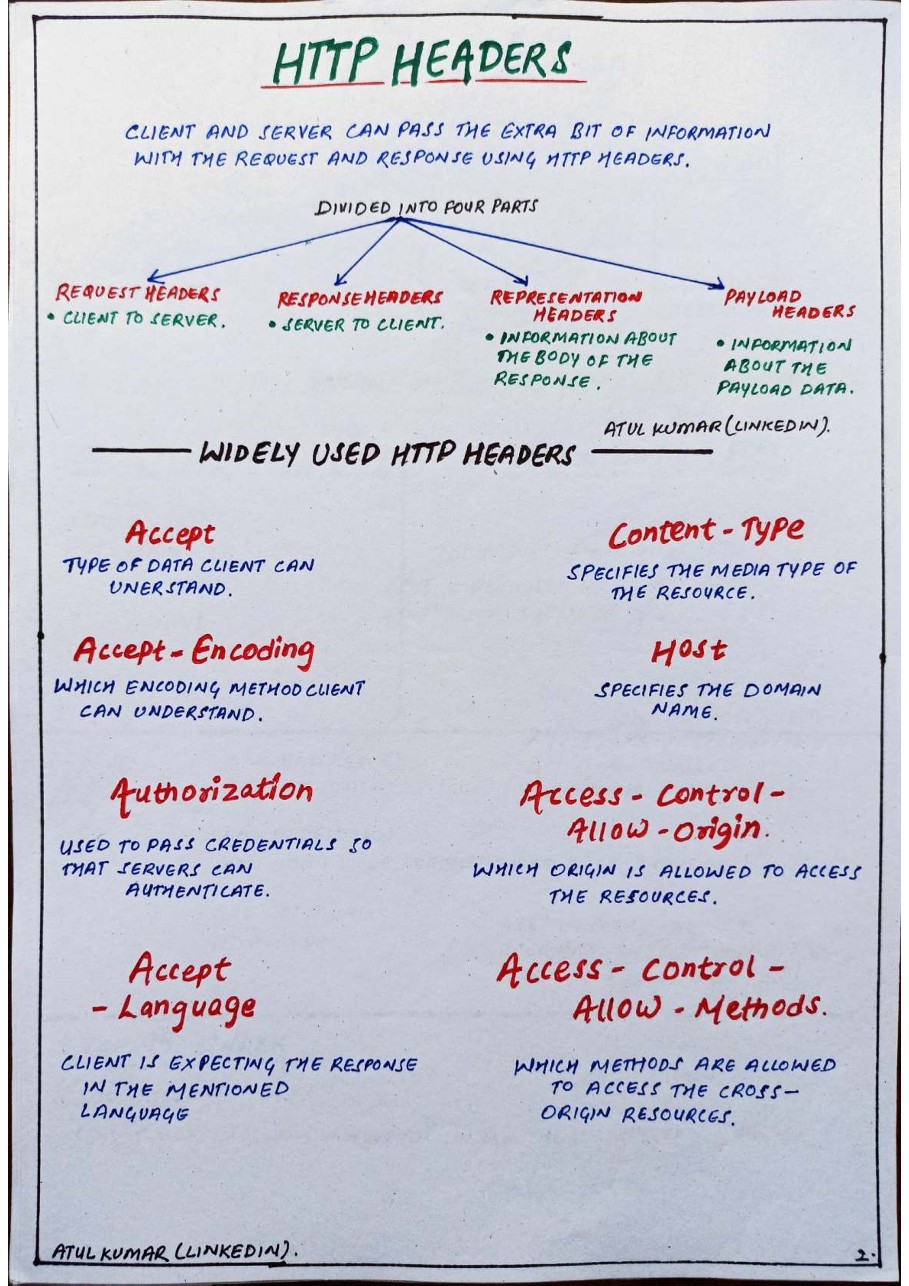 HTTP HEADERS
CLIENT AND SERVER CAN PASS THE EXTRA BIT OF INFORMATION
WITH THE REQUEST AND RESPONSE USING HTTP HEADERS.
DIVIDED INTO FOUR PARTS
REQUEST HEADERS
• CLIENT TO SERVER.
RESPONSE HEADERS
• SERVER TO CLIENT.
REPRESENTATION
HEADERS
• INFORMATION ABOUT
THE BODY OF THE
RESPONSE.
PAYLOAD
HEADERS
• INFORMATION
ABOUT THE
PAYLOAD DATA.
ATUL KUMAR (LINKEDIN).
WIDELY USED HTTP HEADERS
Accept
TYPE OF DATA CLIENT CAN
UNERSTAND.
Content-Type
SPECIFIES THE MEDIA TYPE OF
THE RESOURCE.
Accept-Encoding
WHICH ENCODING METHOD CLIENT
CAN UNDERSTAND.
Host
SPECIFIES THE DOMAIN
NAME.
Authorization
USED TO PASS CREDENTIALS SO
THAT SERVERS CAN
AUTHENTICATE.
Access-Control-
Allow-Origin.
WHICH ORIGIN IS ALLOWED TO ACCESS
THE RESOURCES.
Accept
-Language
CLIENT IS EXPECTING THE RESPONSE
IN THE MENTIONED
LANGUAGE
Access-Control-
Allow-Methods.
WHICH METHODS ARE ALLOWED
TO ACCESS THE CROSS-
ORIGIN RESOURCES.
ATUL KUMAR (LINKEDIN).
2.